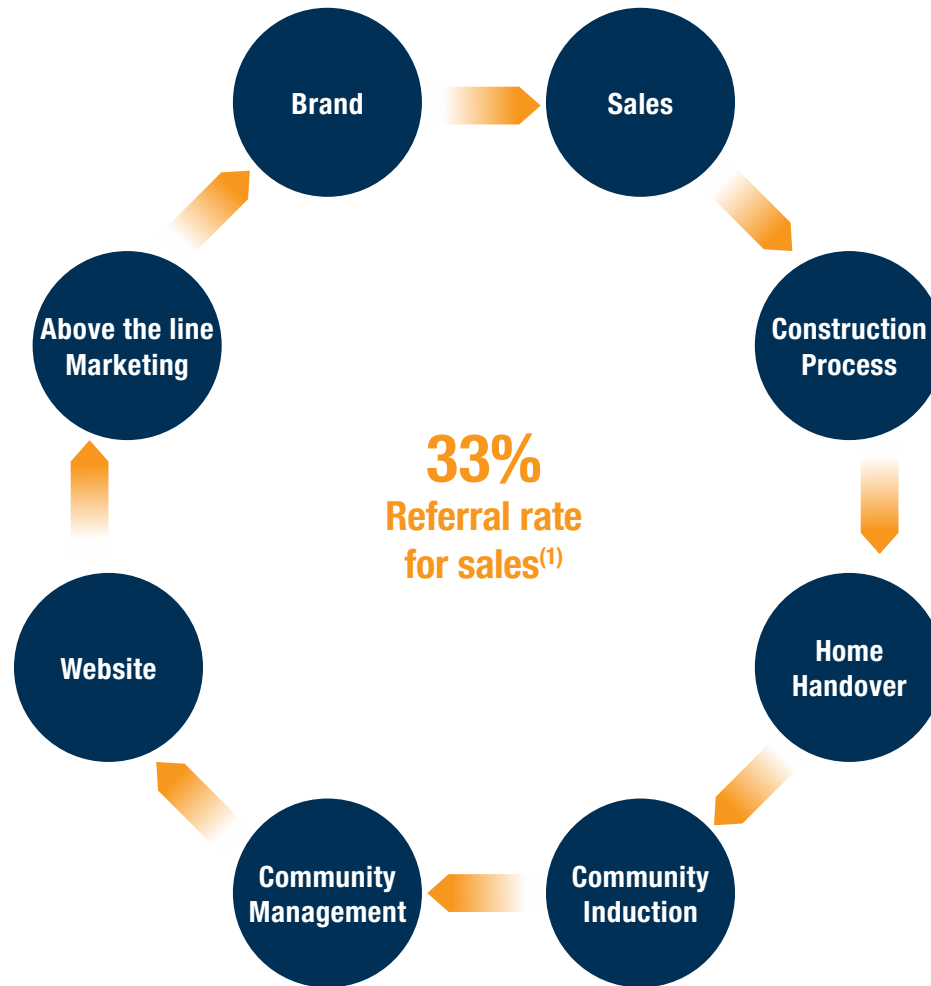 Brand
Sales
Above the line
Marketing
Construction
Process
33%
Referral rate
for sales(1)
Website
Home
Handover
Community
Management
Community
Induction